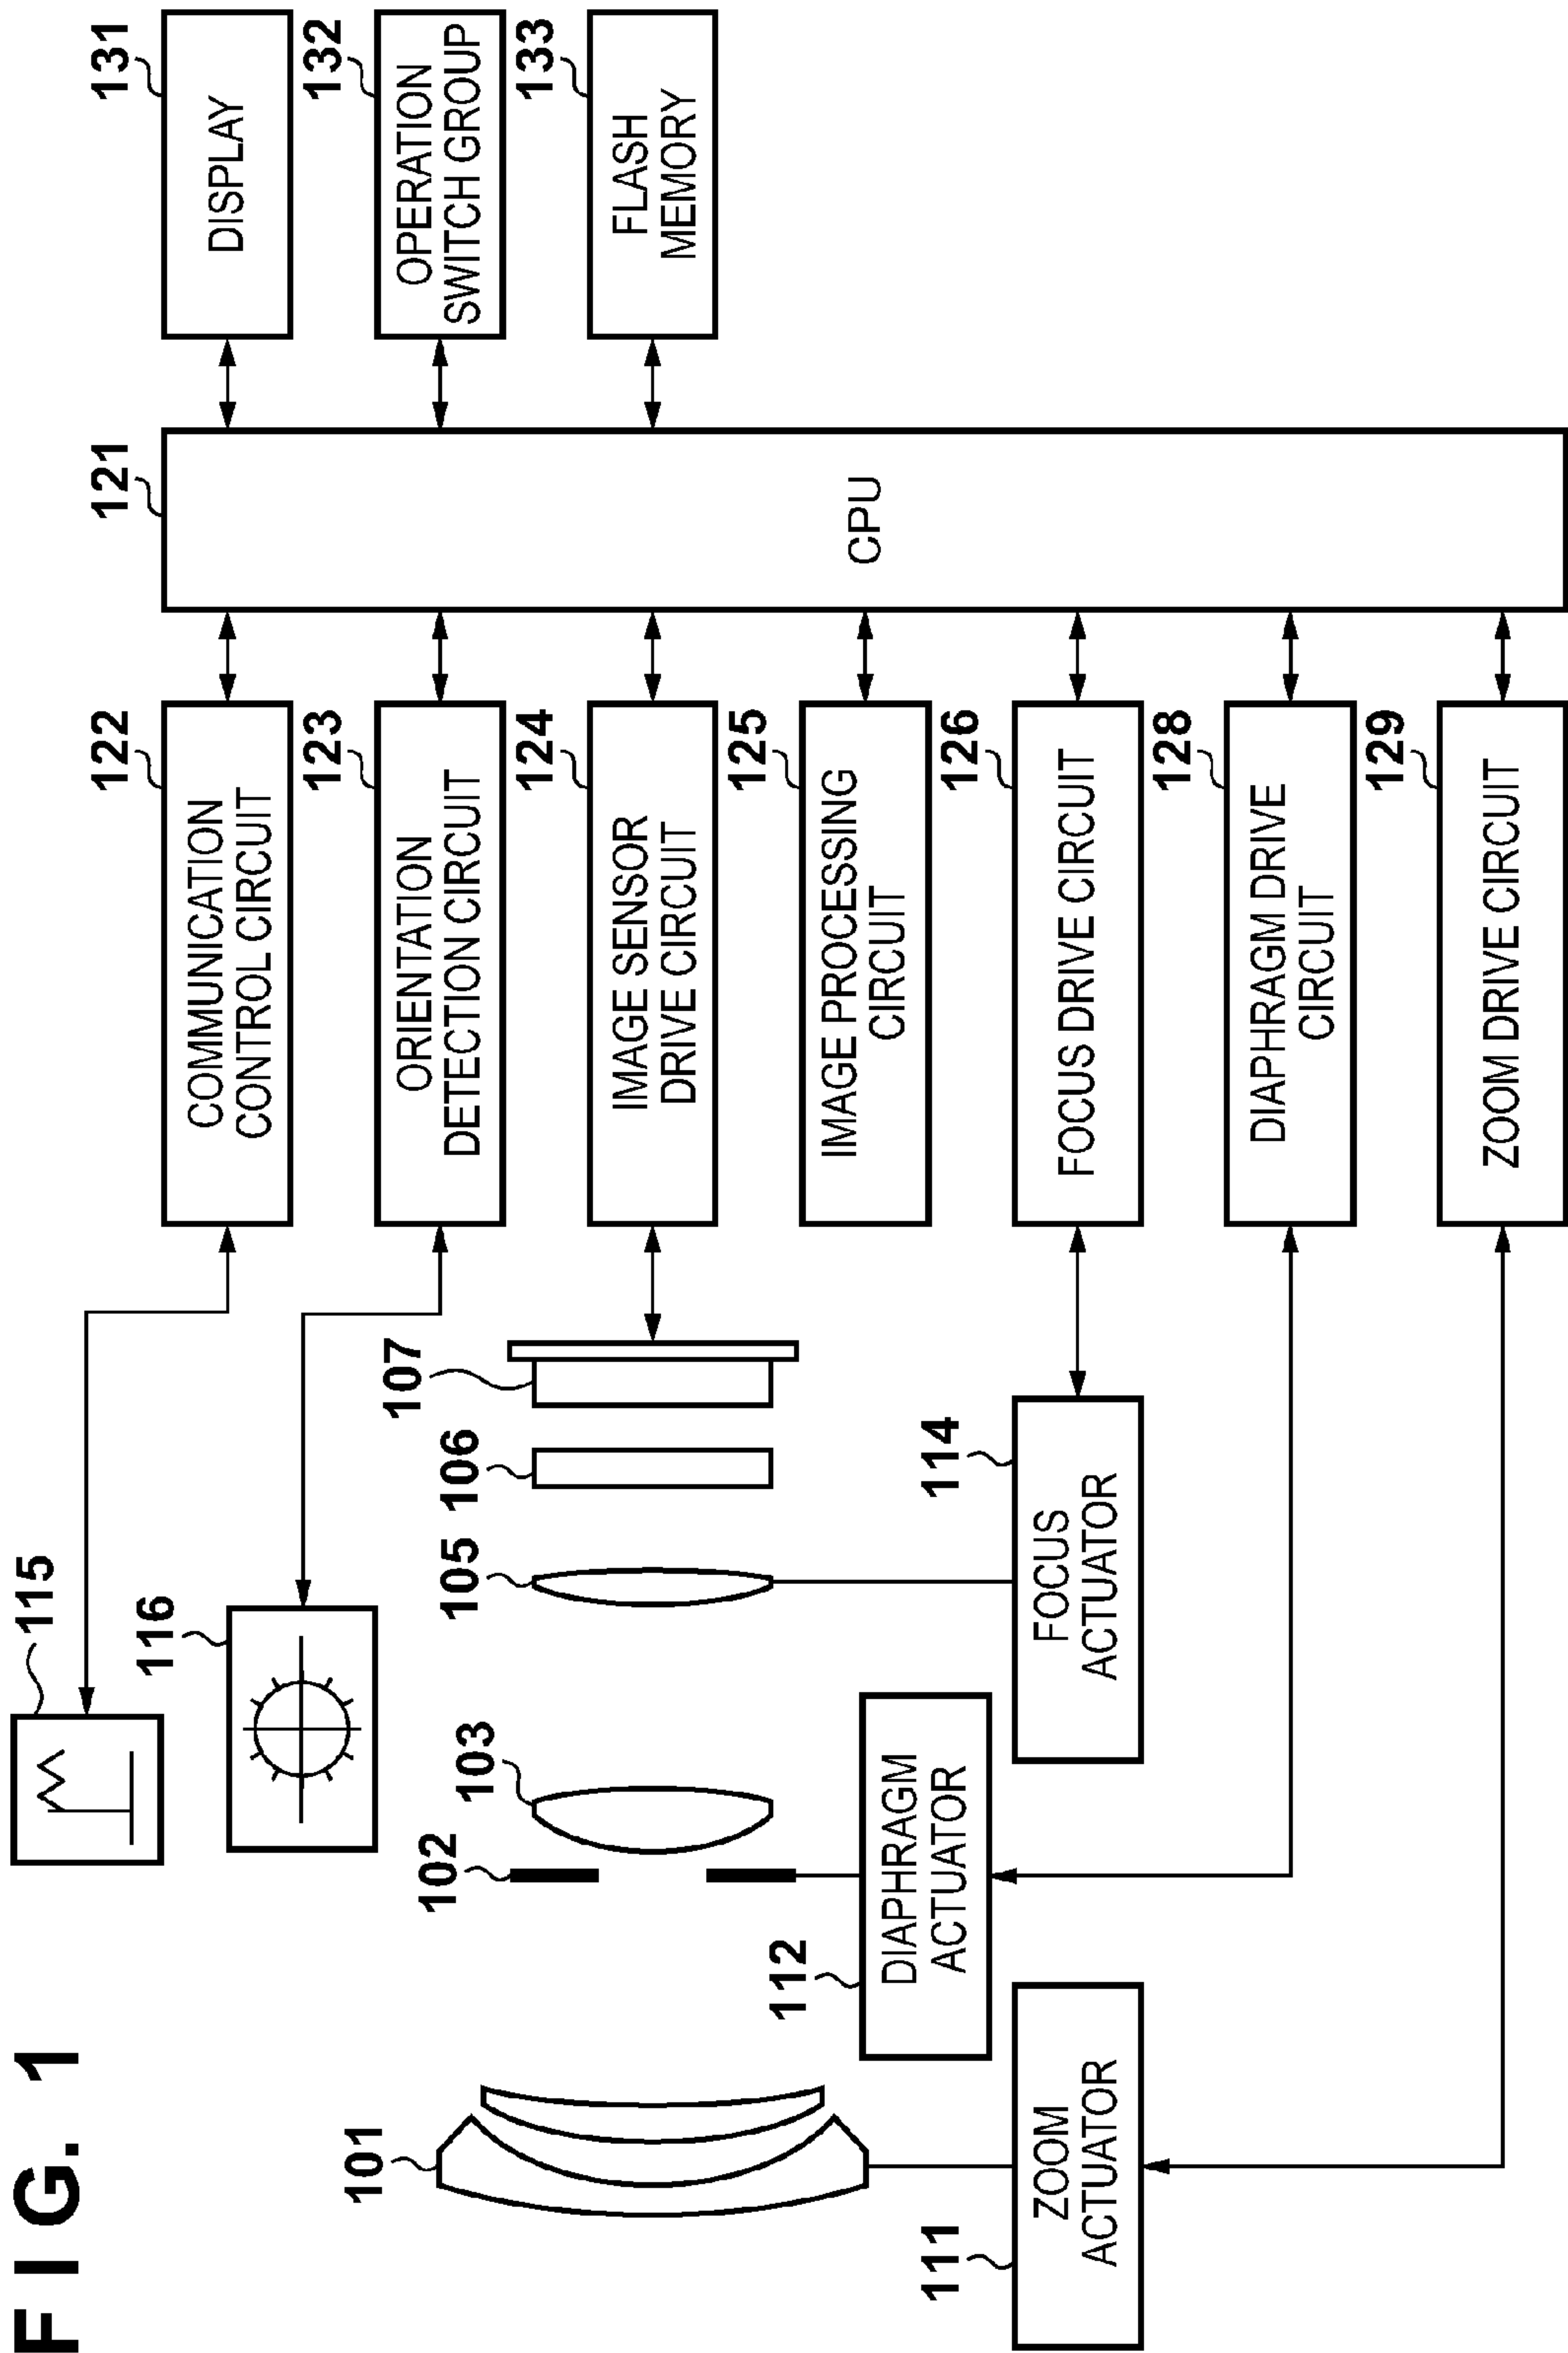 FIG. 1
101
102
103
105
106
107
115
116
111
ZOOM
ACTUATOR
112
DIAPHRAGM
ACTUATOR
114
FOCUS
ACTUATOR
122
COMMUNICATION
CONTROL CIRCUIT
123
ORIENTATION
DETECTION CIRCUIT
124
IMAGE SENSOR
DRIVE CIRCUIT
125
IMAGE PROCESSING
CIRCUIT
126
FOCUS DRIVE CIRCUIT
128
DIAPHRAGM DRIVE
CIRCUIT
129
ZOOM DRIVE CIRCUIT
121
CPU
131
DISPLAY
132
OPERATION
SWITCH GROUP
133
FLASH
MEMORY